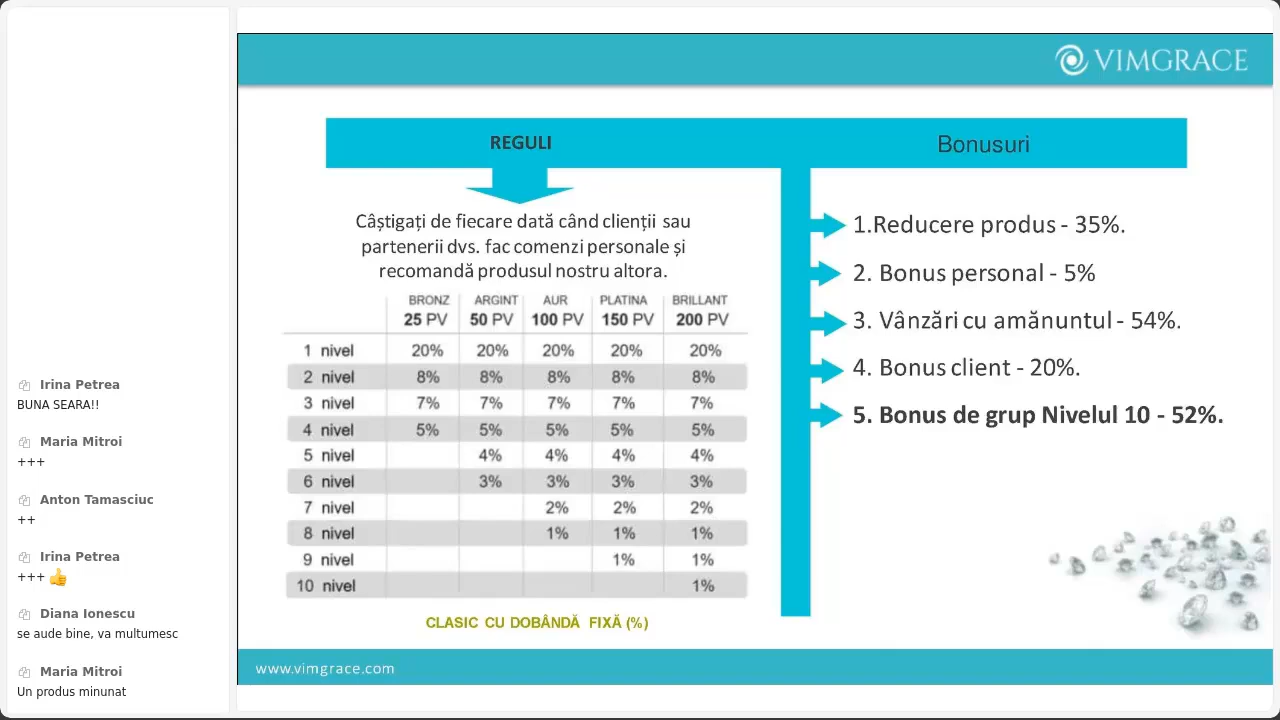 Irina Petrea
BUNA SEARA!!
Maria Mitroi
+++
Anton Tamasciuc
++
Irina Petrea
+++ 👍
Diana Ionescu
se aude bine, va multumesc
Maria Mitroi
Un produs minunat
VIMGRACE
REGULI
Bonusuri
Câștigați de fiecare dată când clienții sau
partenerii dvs. fac comenzi personale și
recomandă produsul nostru altora.
BRONZ ARGINT AUR PLATINA BRILLANT
25 PV 50 PV 100 PV 150 PV 200 PV
1 nivel 20% 20% 20% 20% 20%
2 nivel 8% 8% 8% 8% 8%
3 nivel 7% 7% 7% 7% 7%
4 nivel 5% 5% 5% 5% 5%
5 nivel 4% 4% 4% 4%
6 nivel 3% 3% 3% 3%
7 nivel 2% 2% 2%
8 nivel 1% 1% 1%
9 nivel 1% 1%
10 nivel 1%
CLASIC CU DOBÂNDĂ FIXĂ (%)
1.Reducere produs - 35%.
2. Bonus personal - 5%
3. Vânzări cu amănuntul - 54%.
4. Bonus client - 20%.
5. Bonus de grup Nivelul 10 - 52%.
www.vimgrace.com